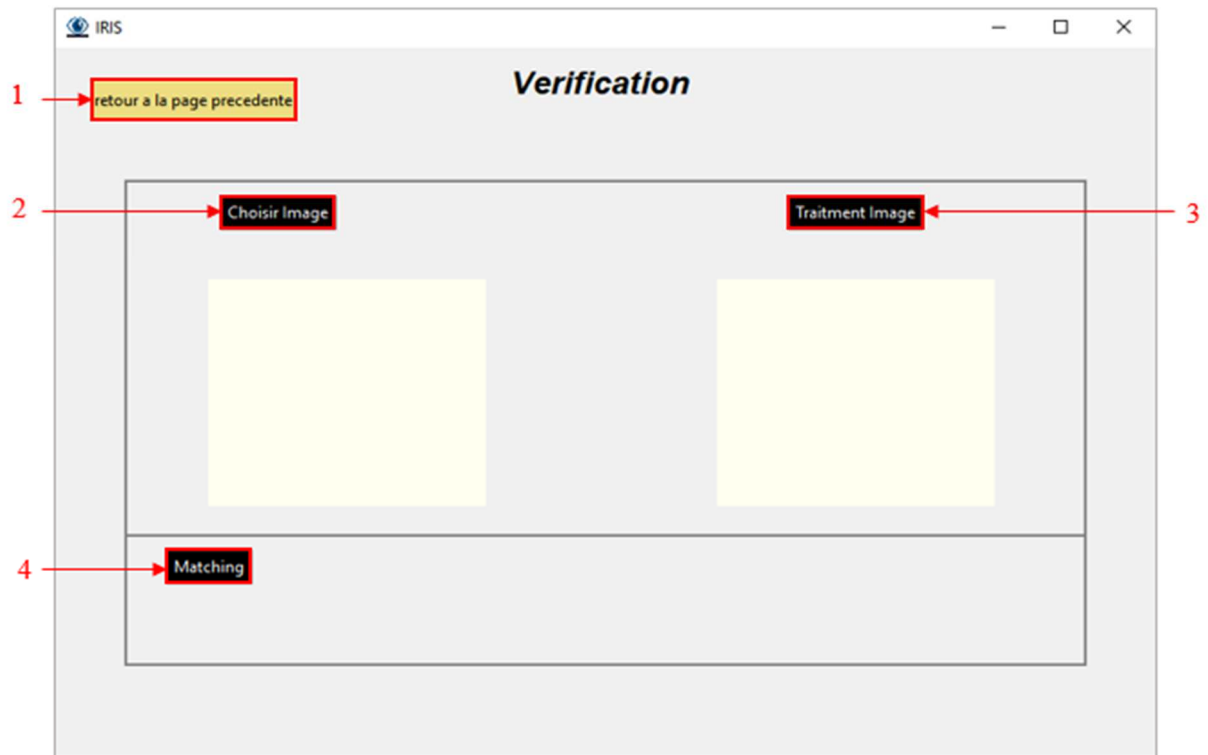 IRIS
Verification
1
retour a la page precedente
2
Choisir Image
Traitment Image
3
4
Matching